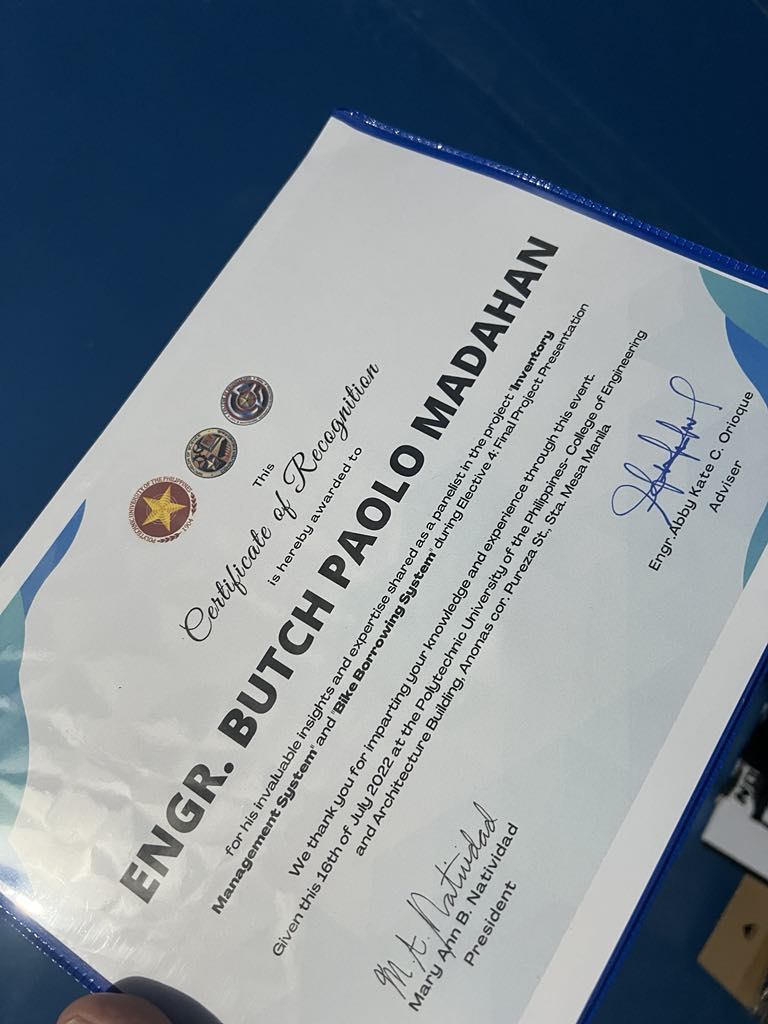 POLYTECHNIC UNIVERSITY OF THE PHILIPPINES
1904
This
Certificate of Recognition
is hereby awarded to
ENGR. BUTCH PAOLO MADAHAN
for his invaluable insights and expertise shared as a panelist in the project "Inventory
Management System" and "Bike Borrowing System" during Elective 4: Final Project Presentation
We thank you for imparting your knowledge and experience through this event.
Given this 16th of July 2022 at the Polytechnic University of the Philippines- College of Engineering
and Architecture Building, Anonas cor. Pureza St., Sta. Mesa Manila
M.A. Natividad
Mary Ann B. Natividad
President
Engr. Abby Kate C. Orioque
Adviser